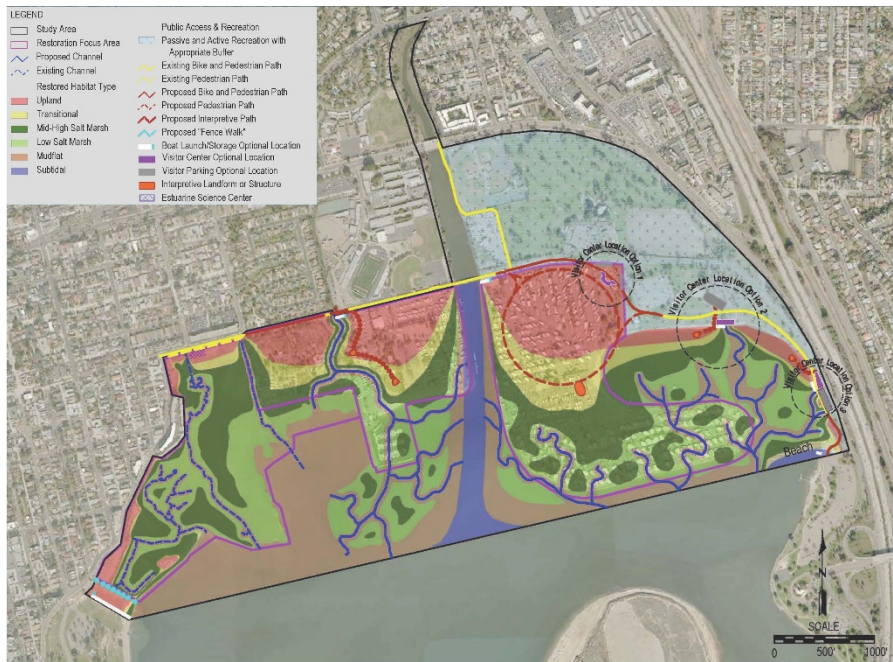 LEGEND
Study Area
Restoration Focus Area
Proposed Channel
Existing Channel
Restored Habitat Type
Upland
Transitional
Mid-High Salt Marsh
Low Salt Marsh
Mudflat
Subtidal
Public Access & Recreation
Passive and Active Recreation with
Appropriate Buffer
Existing Bike and Pedestrian Path
Existing Pedestrian Path
Proposed Bike and Pedestrian Path
Proposed Pedestrian Path
Proposed Interpretive Path
Proposed "Fence Walk"
Boat Launch/Storage Optional Location
Visitor Center Optional Location
Visitor Parking Optional Location
Interpretive Landform or Structure
Estuarine Science Center
Visitor Center Location Option 1
Visitor Center Location Option 2
Visitor Center Location Option 3
Beach
N
SCALE
0 500' 1000'